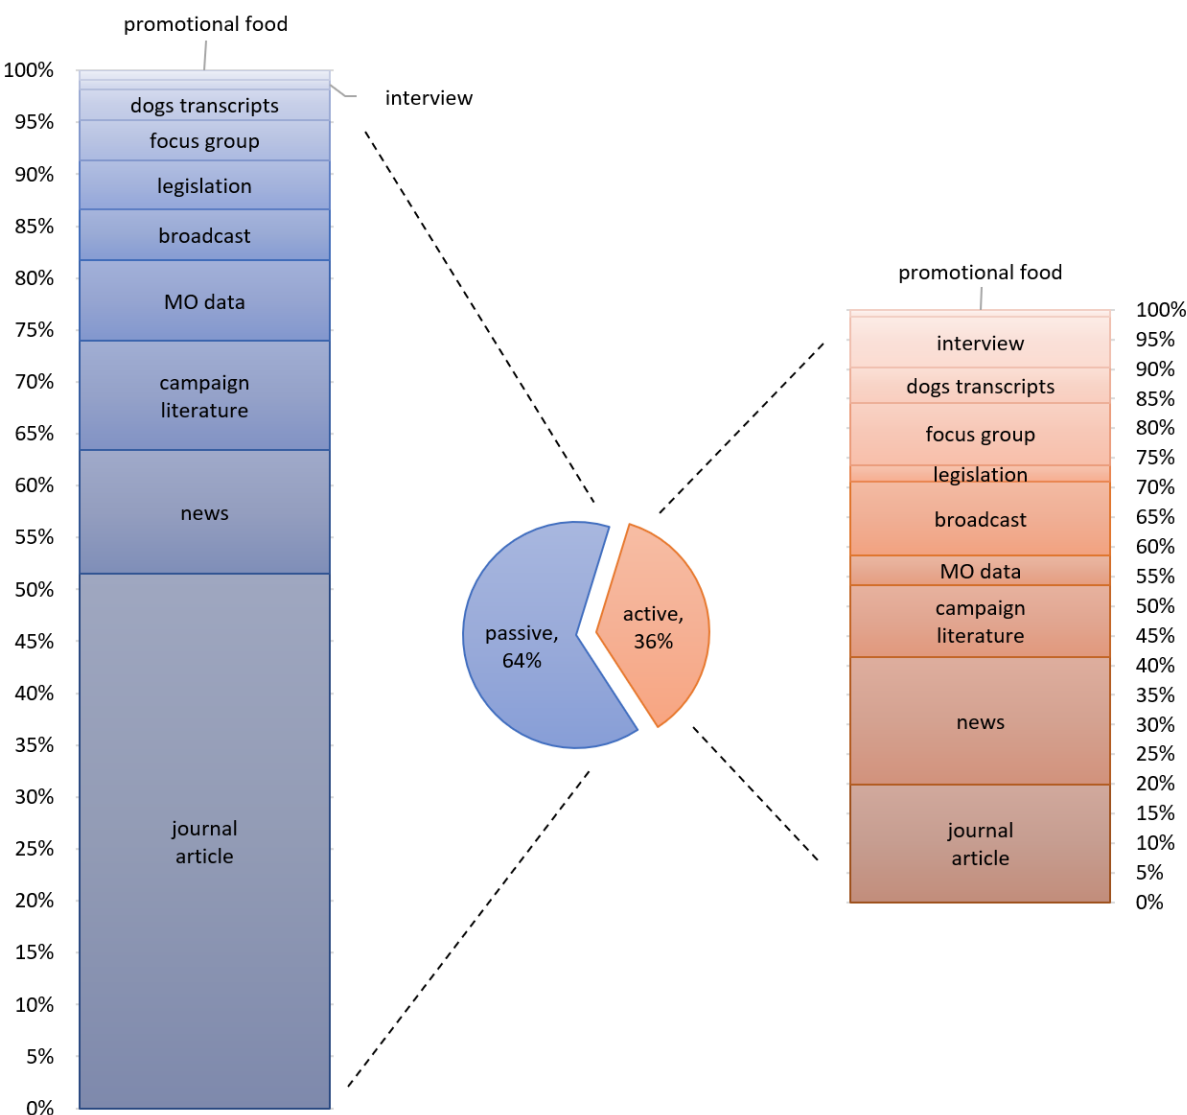 promotional food
100%
95%
90%
85%
80%
75%
70%
65%
60%
55%
50%
45%
40%
35%
30%
25%
20%
15%
10%
5%
0%
interview
dogs transcripts
focus group
legislation
broadcast
MO data
campaign
literature
news
journal
article
passive,
64%
active,
36%
promotional food
interview
dogs transcripts
focus group
legislation
broadcast
MO data
campaign
literature
news
journal
article
100%
95%
90%
85%
80%
75%
70%
65%
60%
55%
50%
45%
40%
35%
30%
25%
20%
15%
10%
5%
0%